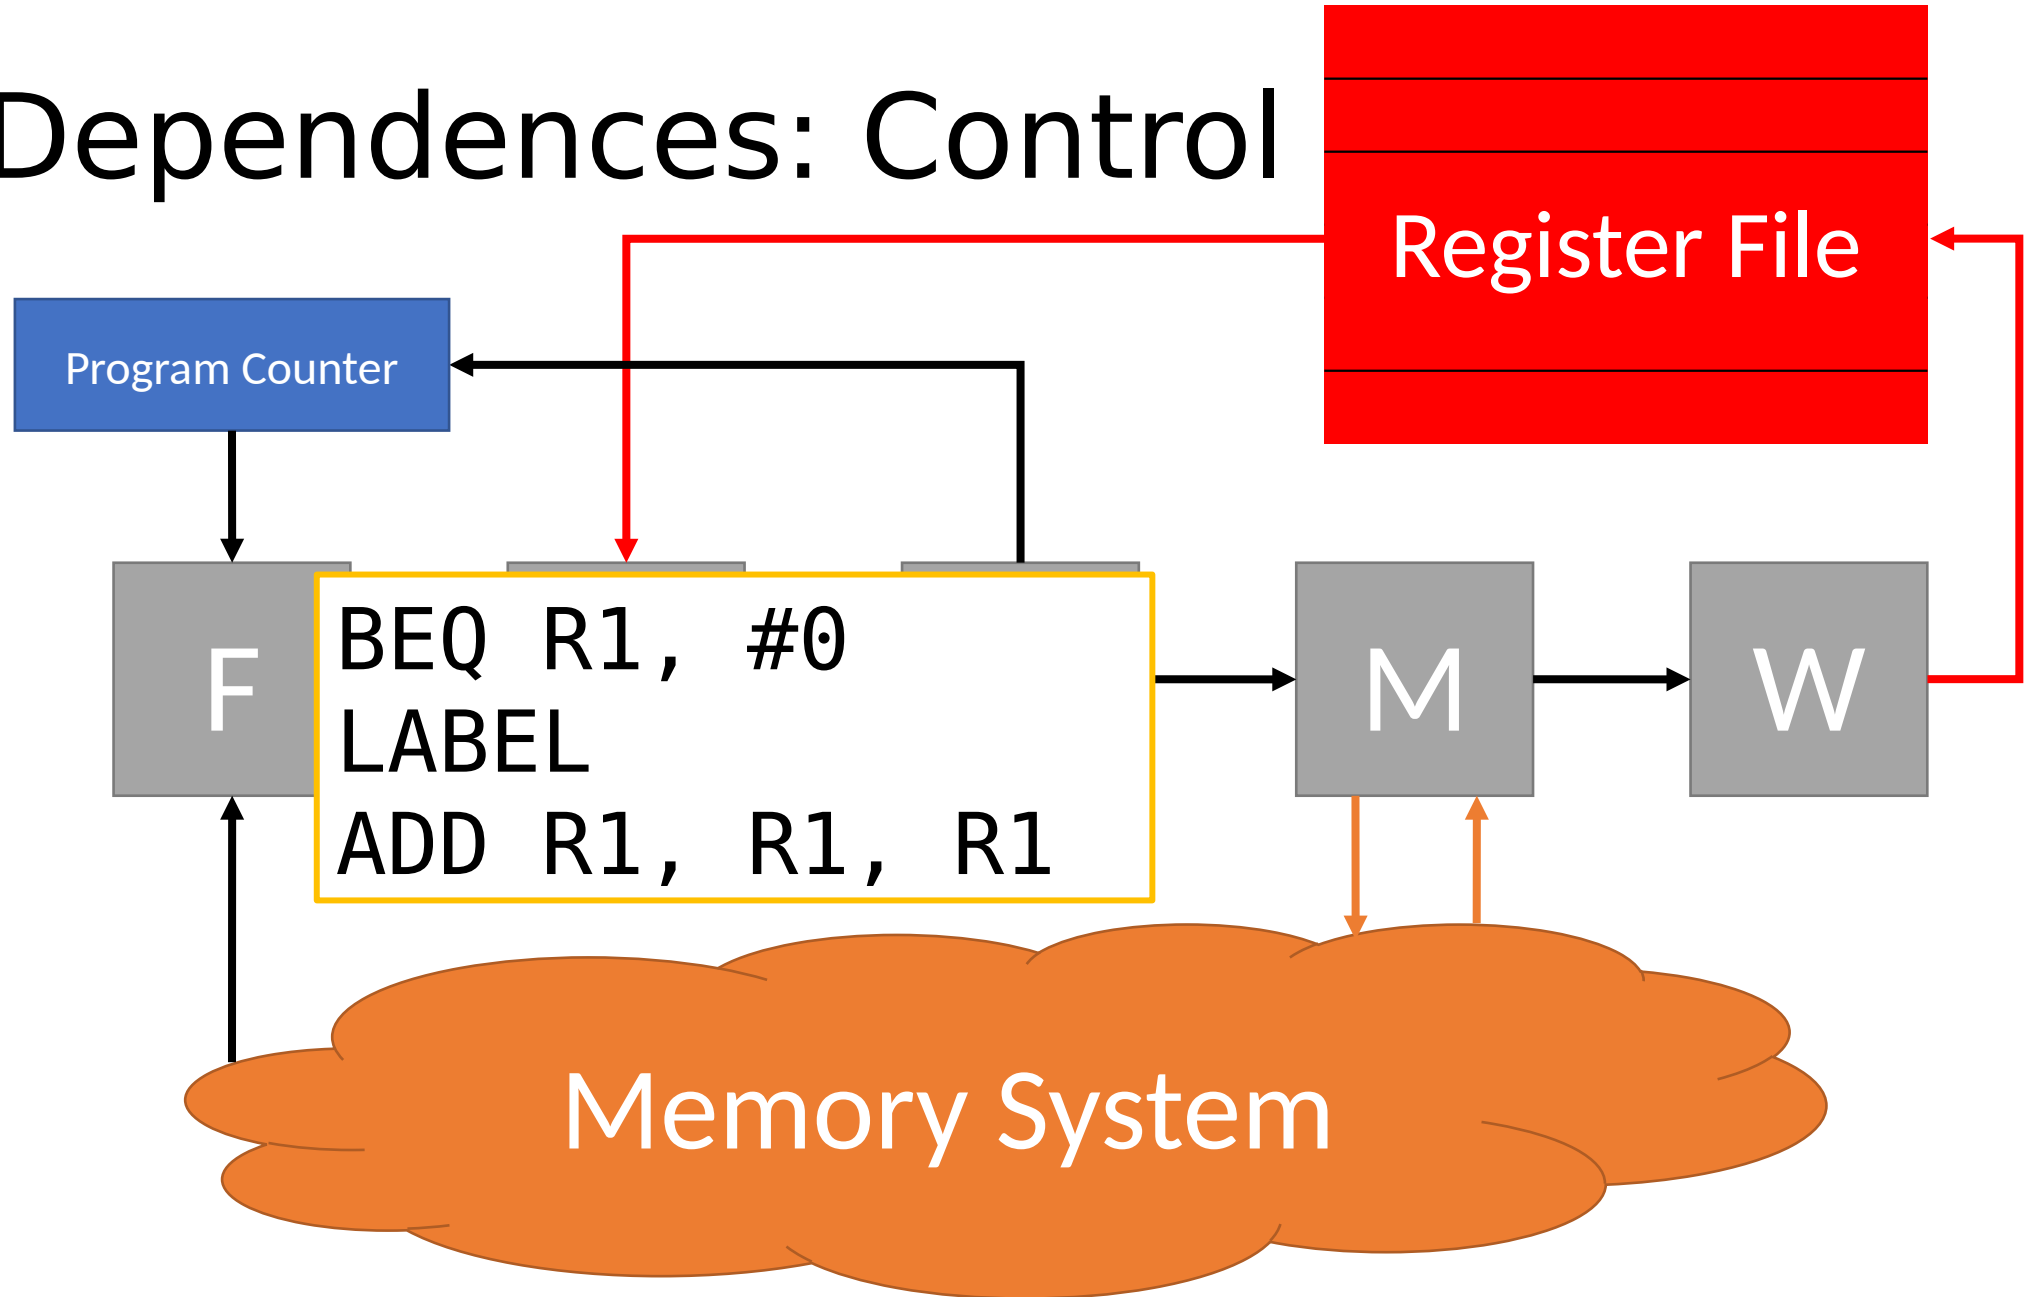 Dependences: Control
Register File
Program Counter
F
BEQ R1, #0
LABEL
ADD R1, R1, R1
M
W
Memory System